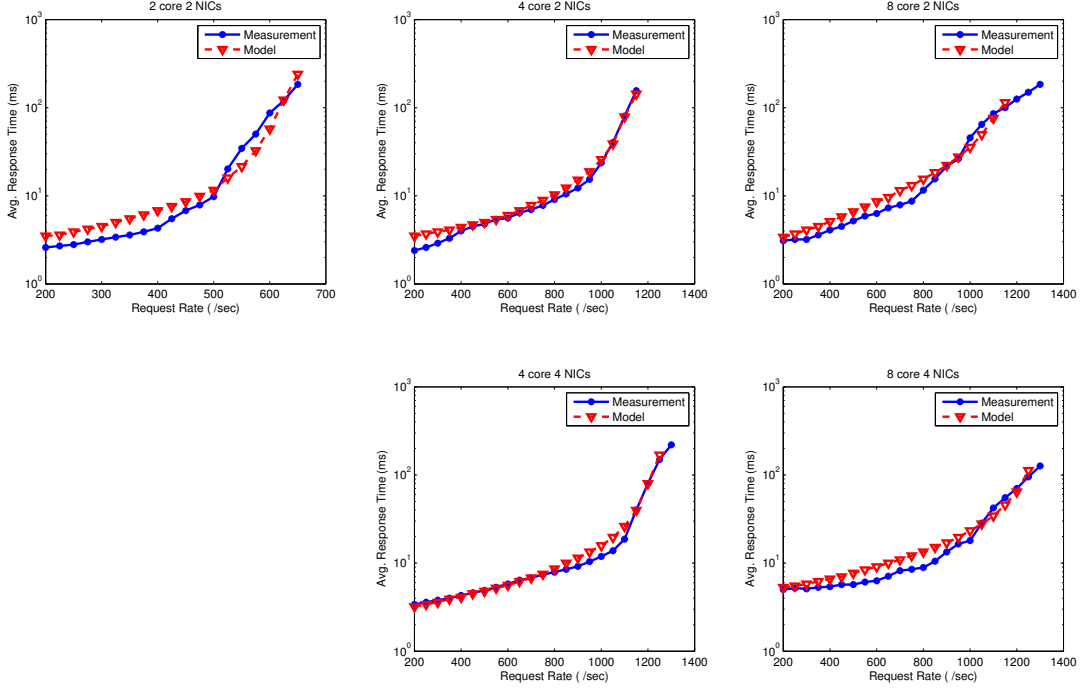 2 core 2 NICs
10^3
10^2
10^1
10^0
Avg. Response Time (ms)
200 300 400 500 600 700
Request Rate ( /sec)
Measurement
Model
4 core 2 NICs
10^3
10^2
10^1
10^0
Avg. Response Time (ms)
200 400 600 800 1000 1200 1400
Request Rate ( /sec)
Measurement
Model
8 core 2 NICs
10^3
10^2
10^1
10^0
Avg. Response Time (ms)
200 400 600 800 1000 1200 1400
Request Rate ( /sec)
Measurement
Model
4 core 4 NICs
10^3
10^2
10^1
10^0
Avg. Response Time (ms)
200 400 600 800 1000 1200 1400
Request Rate ( /sec)
Measurement
Model
8 core 4 NICs
10^3
10^2
10^1
10^0
Avg. Response Time (ms)
200 400 600 800 1000 1200 1400
Request Rate ( /sec)
Measurement
Model